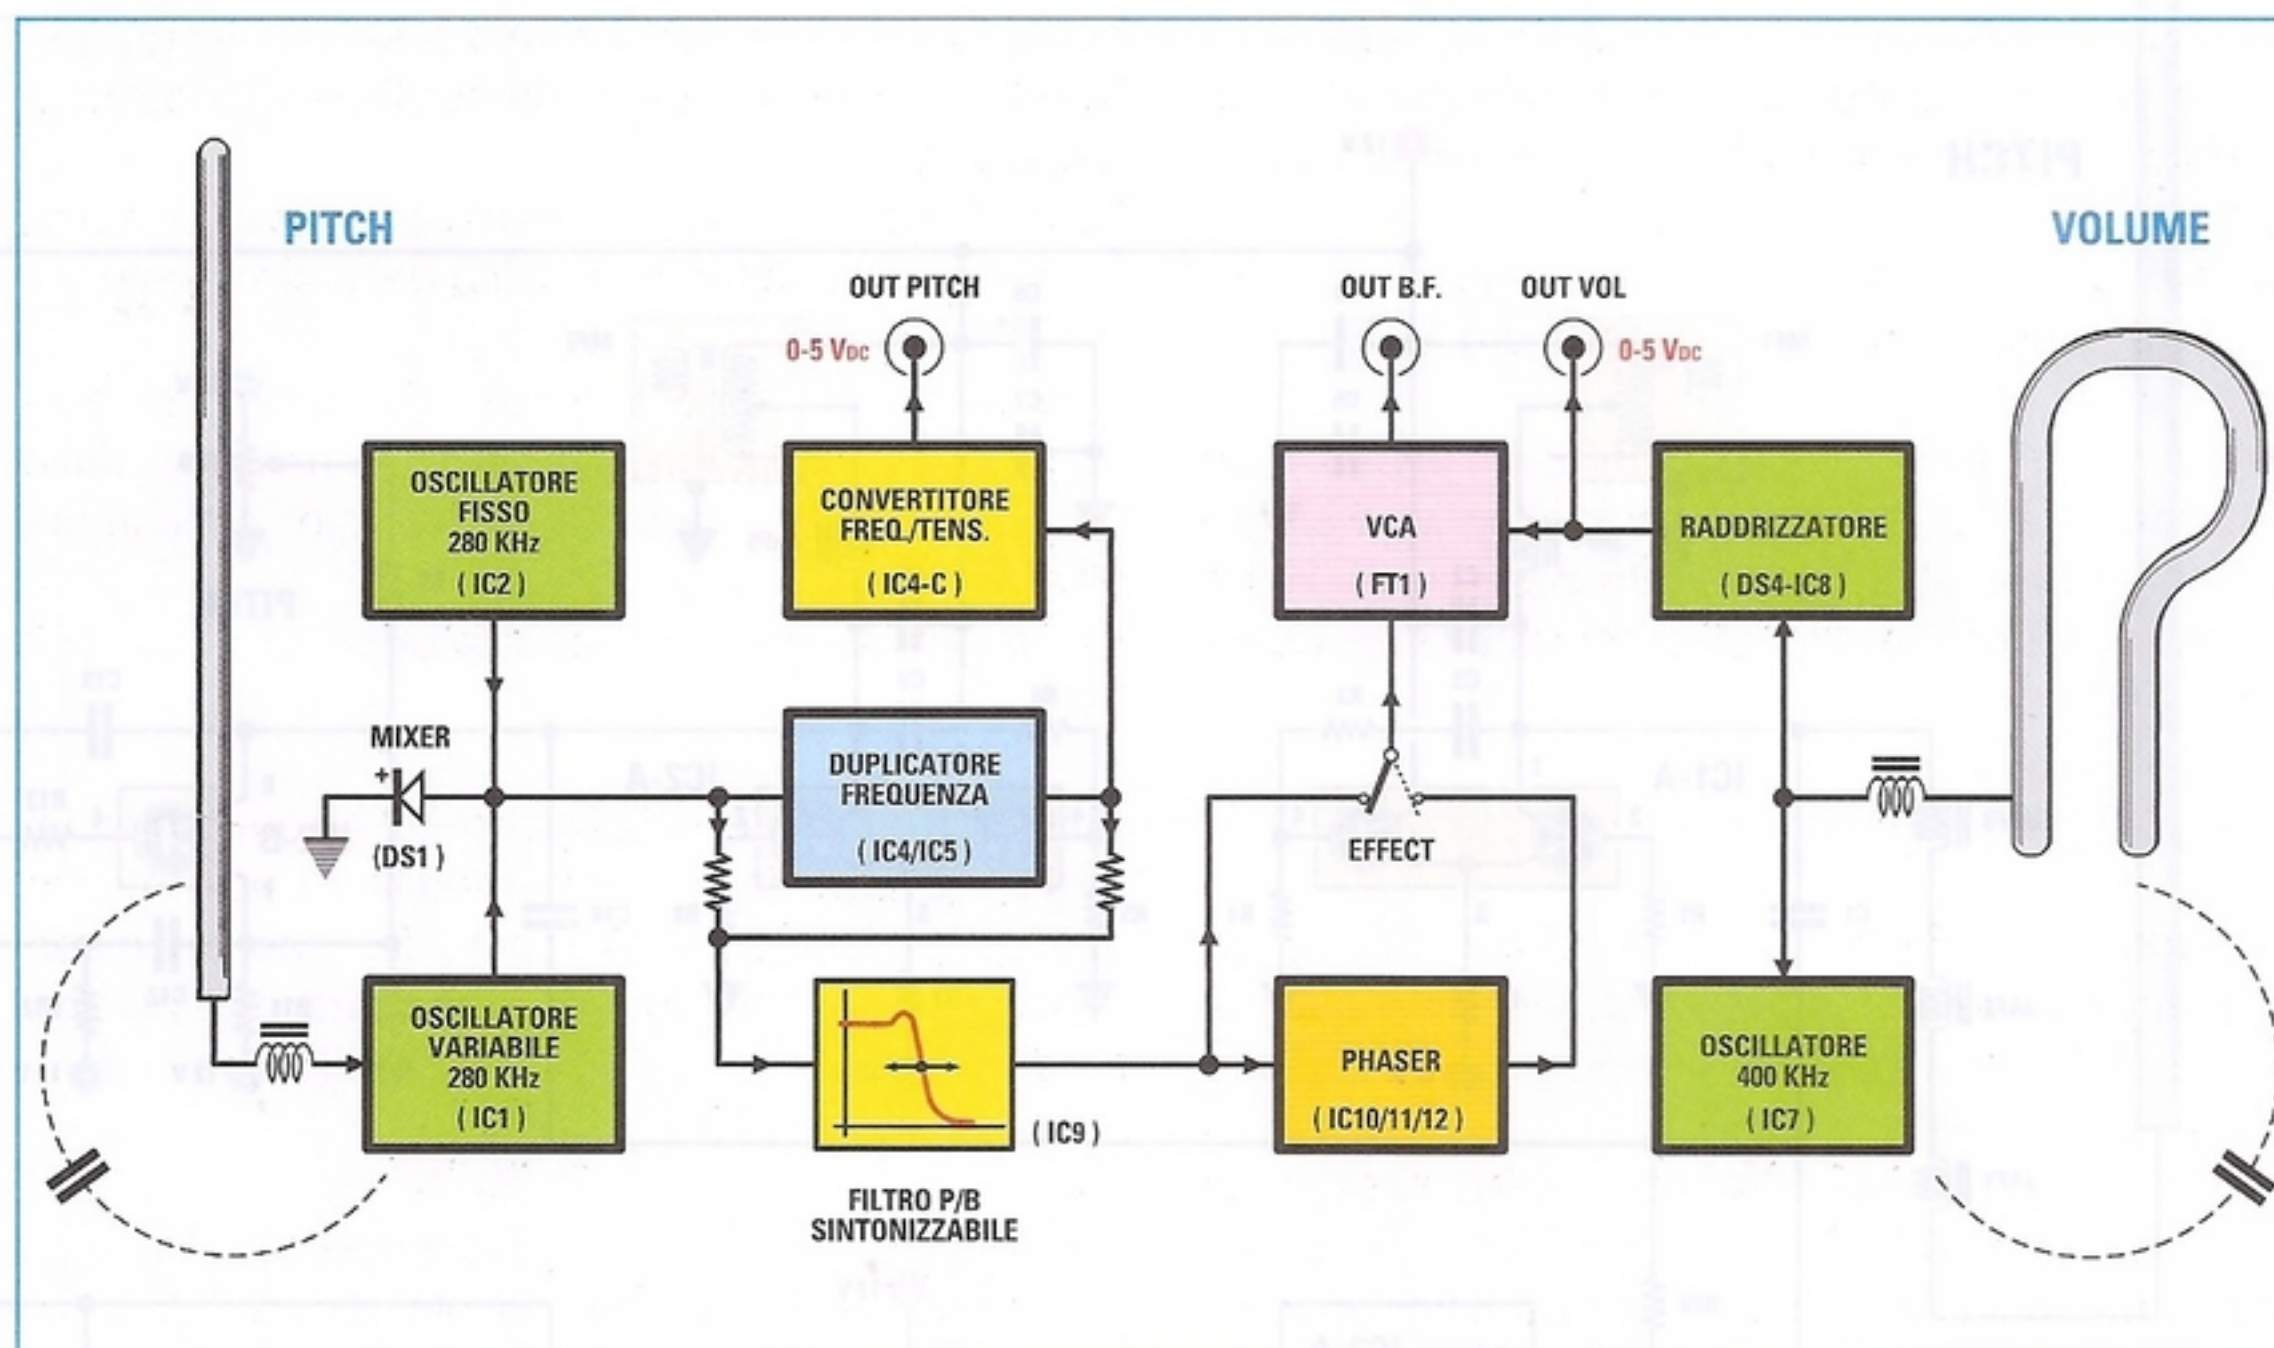 PITCH
VOLUME
OUT PITCH
0-5 VDC
OUT B.F.
OUT VOL
0-5 VDC
OSCILLATORE
FISSO
280 KHz
( IC2 )
CONVERTITORE
FREQ./TENS.
( IC4-C )
VCA
( FT1 )
RADDRIZZATORE
( DS4-IC8 )
MIXER
+
(DS1 )
DUPLICATORE
FREQUENZA
( IC4/IC5 )
EFFECT
OSCILLATORE
VARIABILE
280 KHz
( IC1 )
( IC9 )
FILTRO P/B
SINTONIZZABILE
PHASER
( IC10/11/12 )
OSCILLATORE
400 KHz
( IC7 )